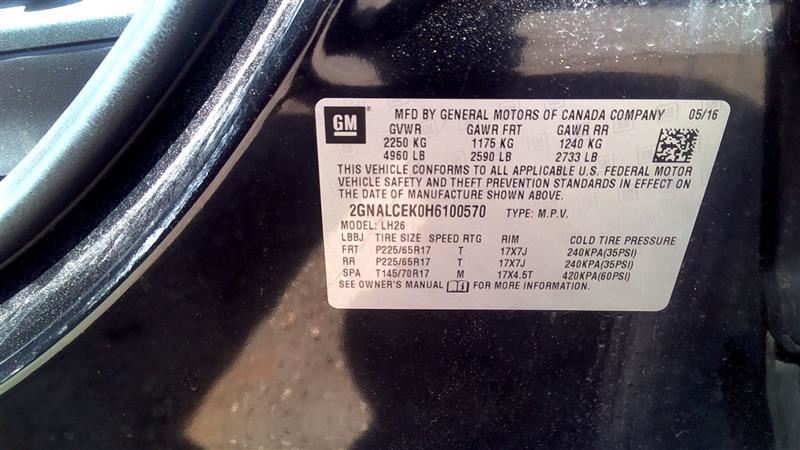 GM
MFD BY GENERAL MOTORS OF CANADA COMPANY 05/16
GVWR GAWR FRT GAWR RR
2250 KG 1175 KG 1240 KG
4960 LB 2590 LB 2733 LB
THIS VEHICLE CONFORMS TO ALL APPLICABLE U.S. FEDERAL MOTOR
VEHICLE SAFETY AND THEFT PREVENTION STANDARDS IN EFFECT ON
THE DATE OF MANUFACTURE SHOWN ABOVE.
2GNALCEK0H6100570 TYPE: M.P.V.
MODEL: LH26
LBBJ TIRE SIZE SPEED RTG RIM COLD TIRE PRESSURE
FRT P225/65R17 T 17X7J 240KPA(35PSI)
RR P225/65R17 T 17X7J 240KPA(35PSI)
SPA T145/70R17 M 17X4.5T 420KPA(60PSI)
SEE OWNER'S MANUAL FOR MORE INFORMATION.